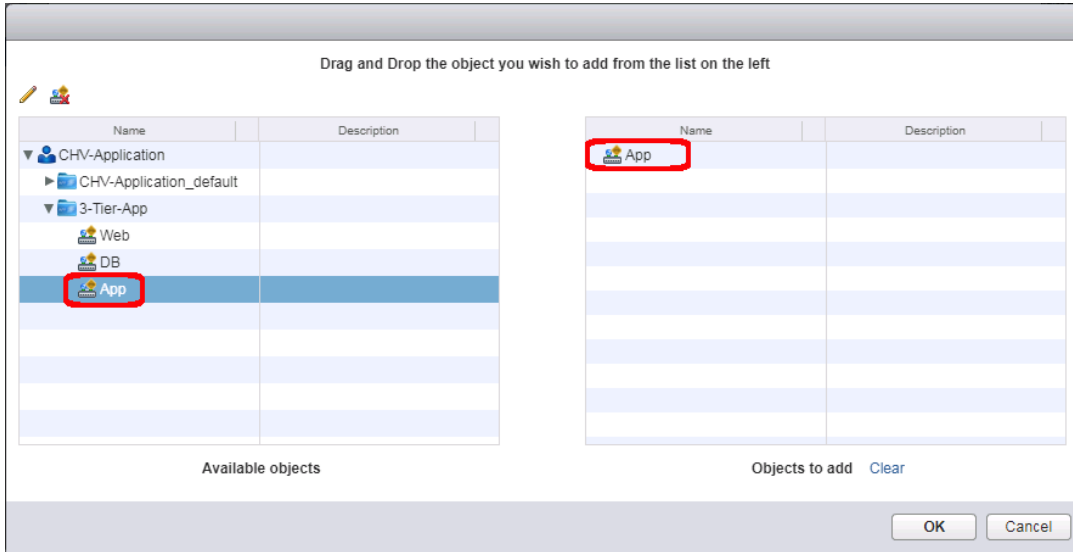 Drag and Drop the object you wish to add from the list on the left
Name Description
CHV-Application
CHV-Application_default
3-Tier-App
Web
DB
App
Name Description
App
Available objects
Objects to add Clear
OK Cancel